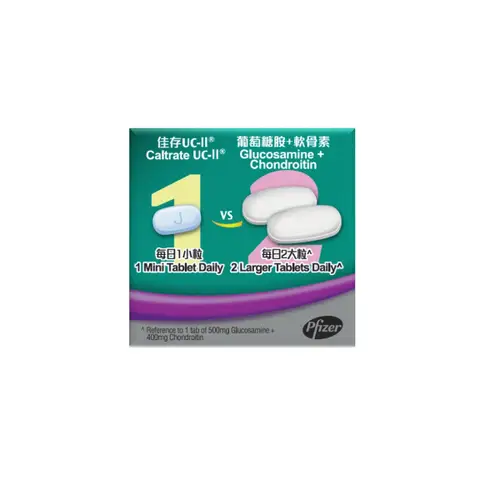 佳存UC-II®
Caltrate UC-II®
葡萄糖胺+軟骨素
Glucosamine +
Chondroitin
1
J
vs
2
每日1小粒
1 Mini Tablet Daily
每日2大粒^
2 Larger Tablets Daily^
^ Reference to 1 tab of 500mg Glucosamine +
400mg Chondroitin
Pfizer